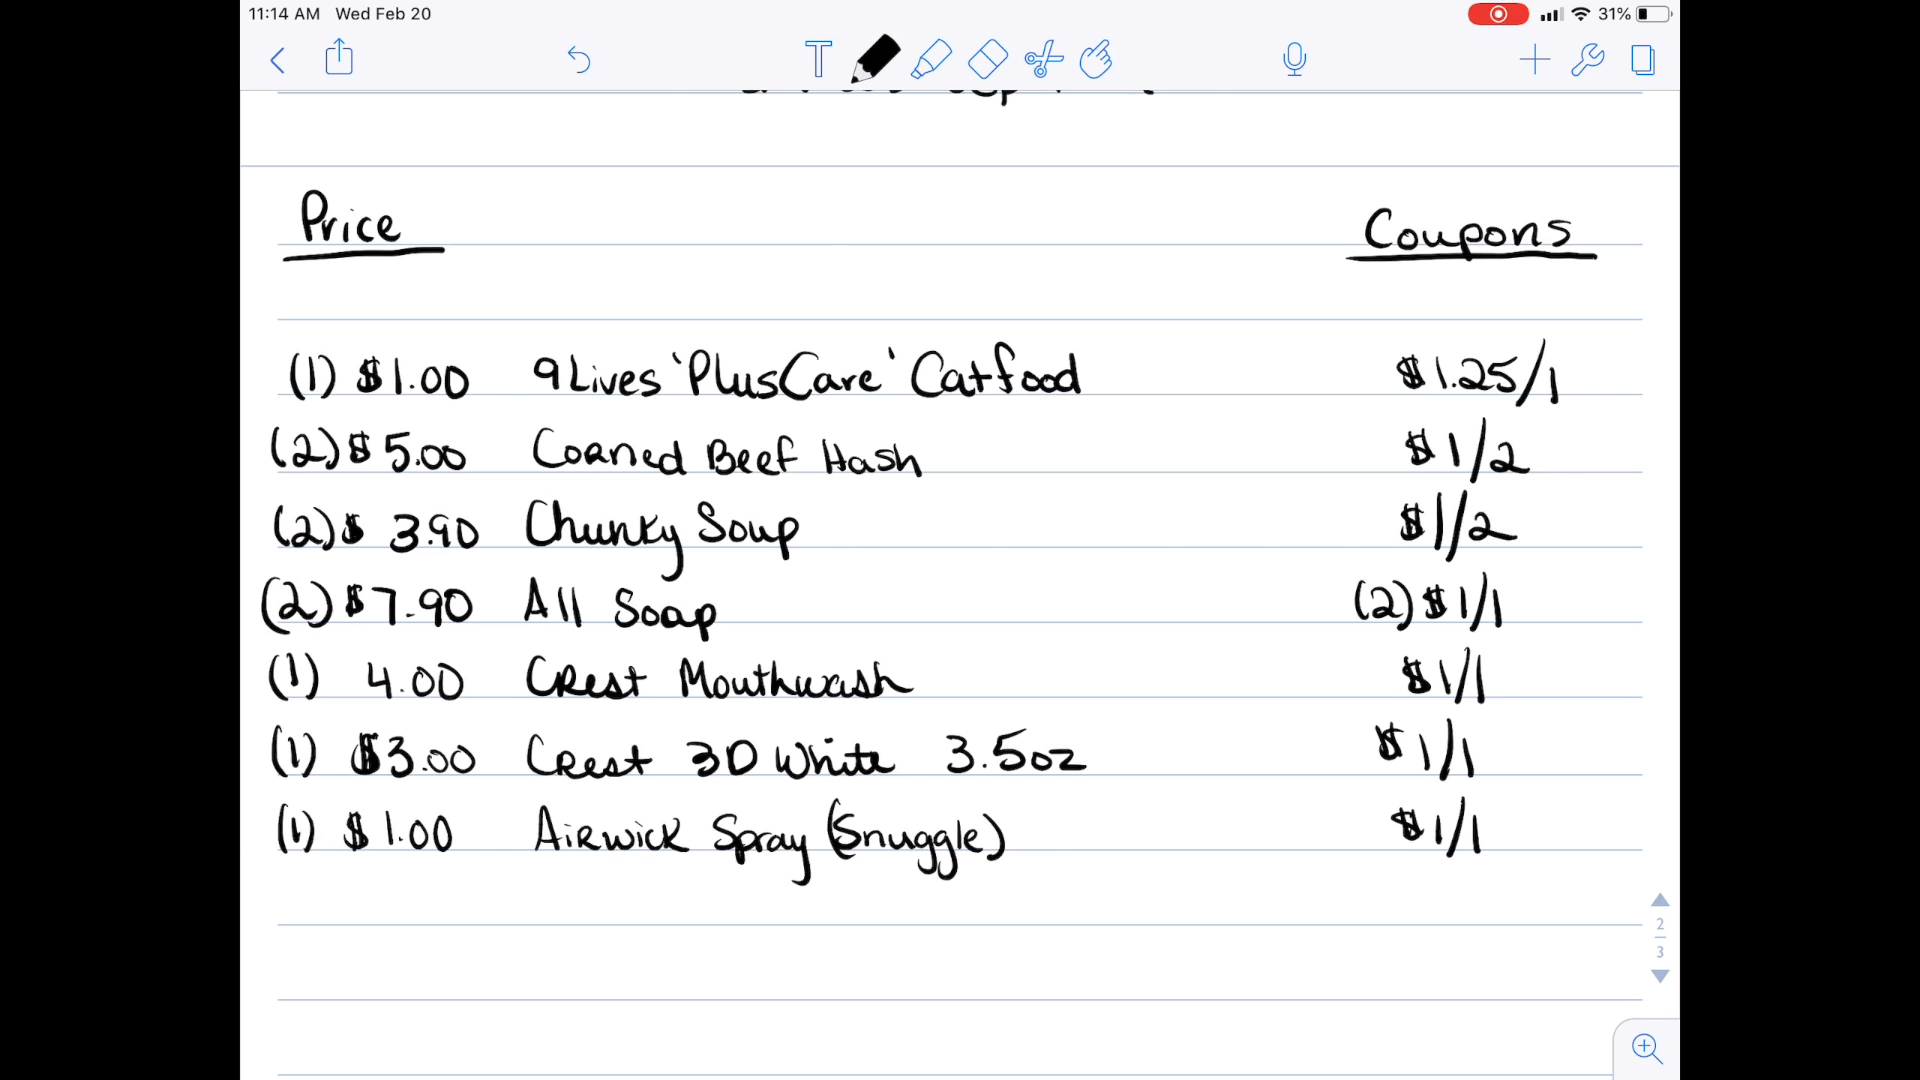 11:14 AM Wed Feb 20 31%
Price Coupons
(1) $1.00 9Lives 'PlusCare' Catfood $1.25/1
(2) $5.00 Corned Beef Hash $1/2
(2) $3.90 Chunky Soup $1/2
(2) $7.90 All Soap (2) $1/1
(1) 4.00 Crest Mouthwash $1/1
(1) $3.00 Crest 3D White 3.5oz $1/1
(1) $1.00 Airwick Spray (Snuggle) $1/1
2
3